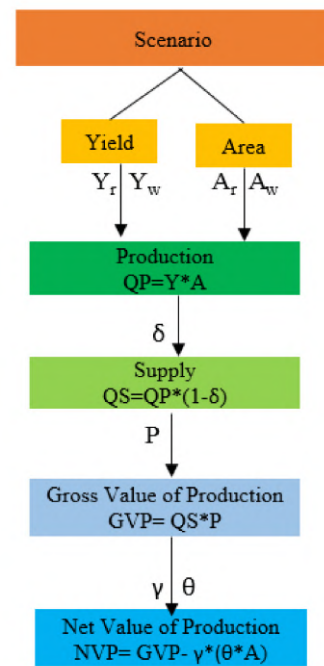 Scenario
Yield
Area
Yr Yw
Ar Aw
Production
QP=Y*A
δ
Supply
QS=QP*(1-δ)
P
Gross Value of Production
GVP= QS*P
γ θ
Net Value of Production
NVP= GVP- γ*(θ*A)